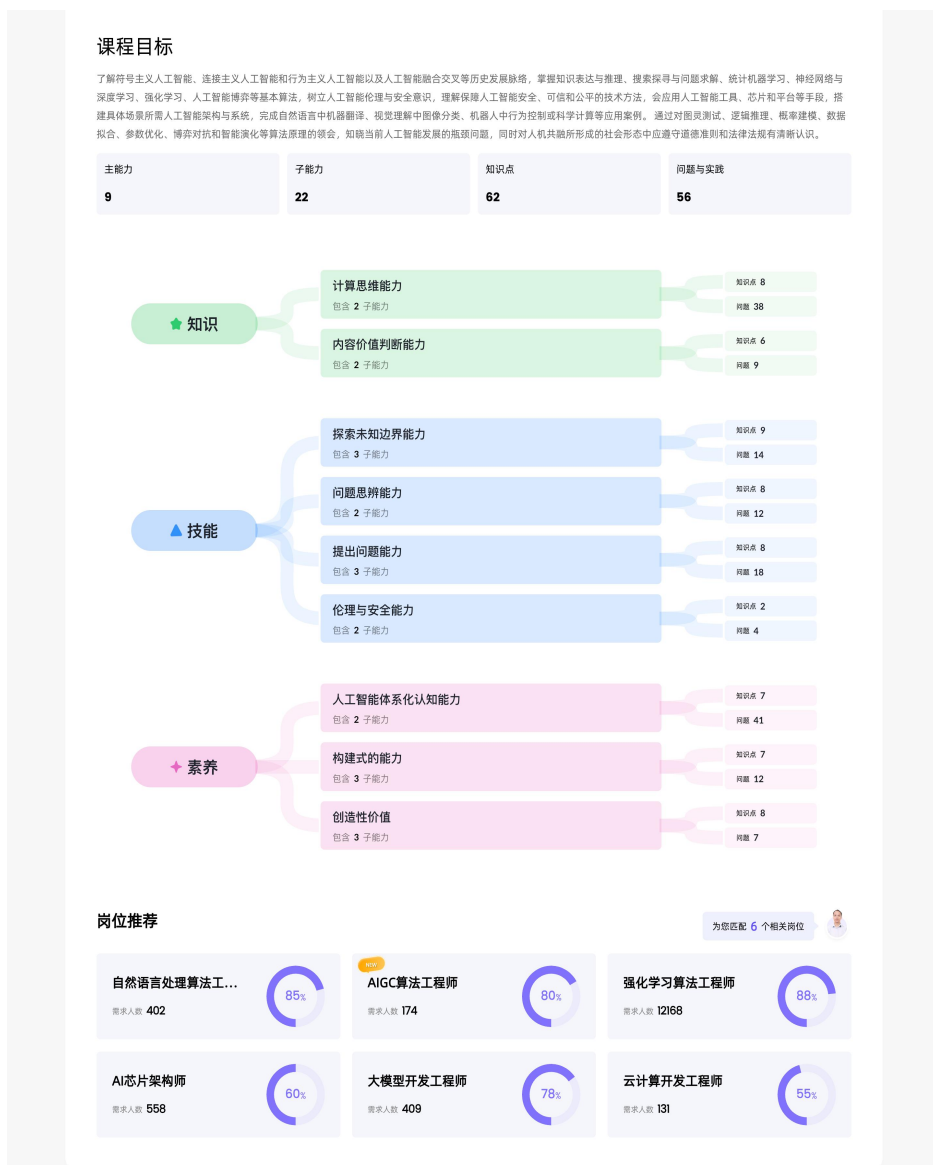 课程目标
了解符号主义人工智能、连接主义人工智能和行为主义人工智能以及人工智能融合交叉等历史发展脉络，掌握知识表达与推理、搜索探寻与问题求解、统计机器学习、神经网络与
深度学习、强化学习、人工智能博弈等基本算法，树立人工智能伦理与安全意识，理解保障人工智能安全、可信和公平的技术方法，会应用人工智能工具、芯片和平台等手段，搭
建具体场景所需人工智能架构与系统，完成自然语言中机器翻译、视觉理解中图像分类、机器人中行为控制或科学计算等应用案例。 通过对图灵测试、逻辑推理、概率建模、数据
拟合、参数优化、博弈对抗和智能演化等算法原理的领会，知晓当前人工智能发展的瓶颈问题，同时对人机共融所形成的社会形态中应遵守道德准则和法律法规有清晰认识。
主能力
9
子能力
22
知识点
62
问题与实践
56
知识
计算思维能力
包含 2 子能力
知识点 8
问题 38
内容价值判断能力
包含 2 子能力
知识点 6
问题 9
技能
探索未知边界能力
包含 3 子能力
知识点 9
问题 14
问题思辨能力
包含 2 子能力
知识点 8
问题 12
提出问题能力
包含 3 子能力
知识点 8
问题 18
伦理与安全能力
包含 2 子能力
知识点 2
问题 4
素养
人工智能体系化认知能力
包含 2 子能力
知识点 7
问题 41
构建式的能力
包含 3 子能力
知识点 7
问题 12
创造性价值
包含 3 子能力
知识点 8
问题 7
岗位推荐
为您匹配 6 个相关岗位
自然语言处理算法工...
需求人数 402
85%
NEW
AIGC算法工程师
需求人数 174
80%
强化学习算法工程师
需求人数 12168
88%
AI芯片架构师
需求人数 558
60%
大模型开发工程师
需求人数 409
78%
云计算开发工程师
需求人数 131
55%